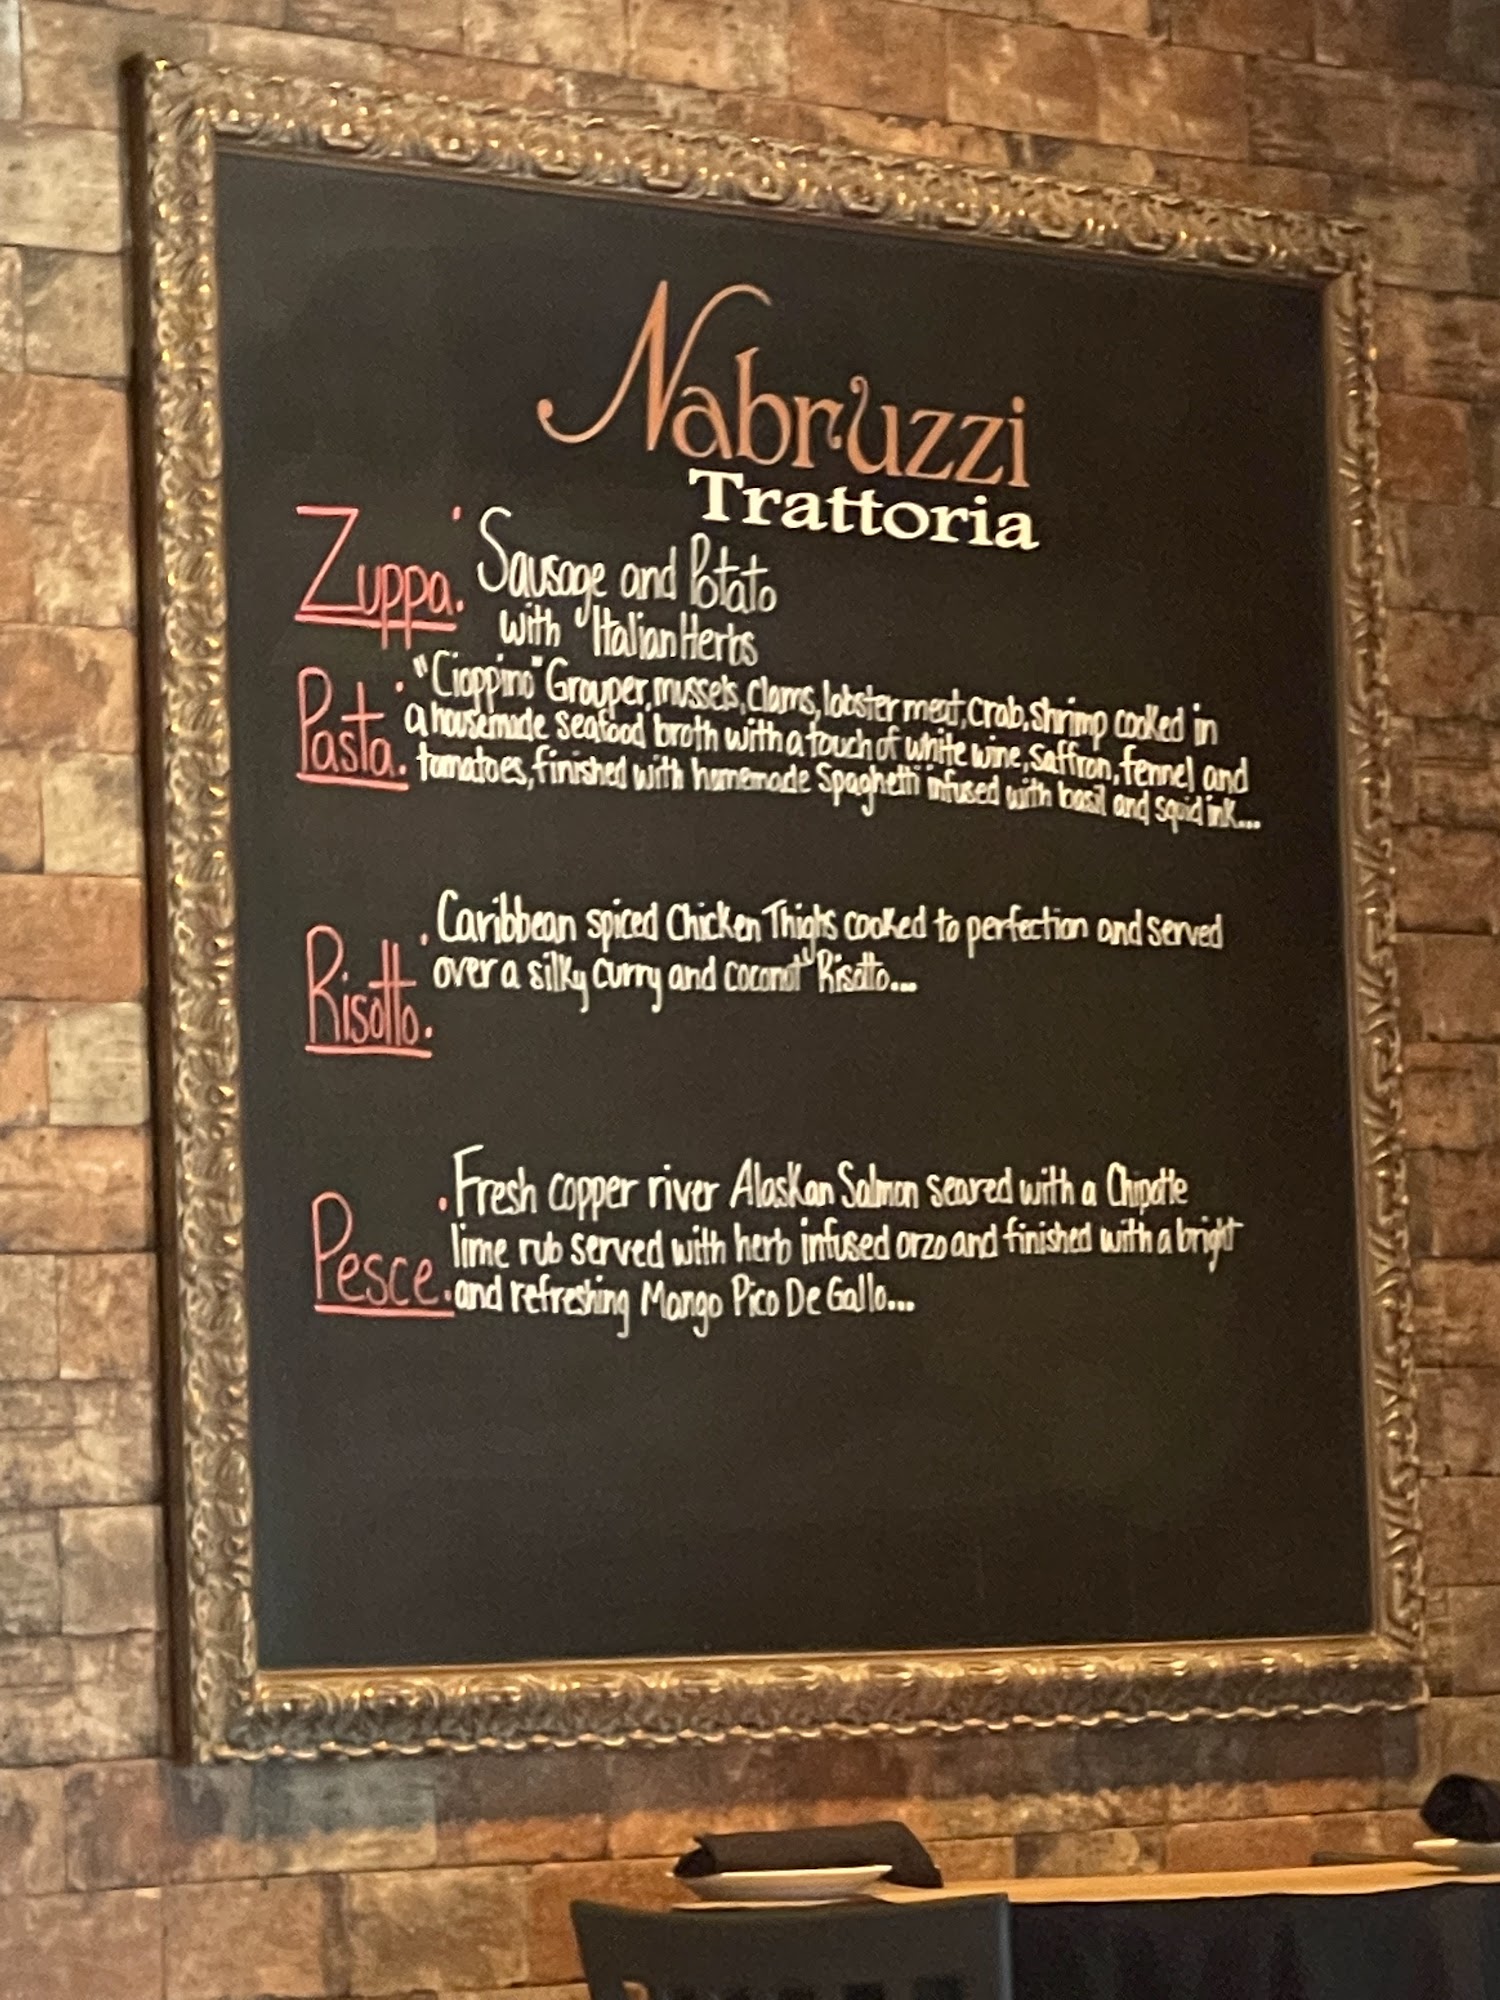 Nabruzzi
Trattoria
Zuppa: Sausage and Potato
with Italian Herbs
Pasta: "Cioppino" Grouper, mussels, Clams, lobster meat, Crab, shrimp cooked in
a housemade seafood broth with a touch of white wine, Saffron, fennel and
tomatoes, finished with homemade Spaghetti infused with basil and squid ink...
Risotto: Caribbean spiced Chicken Thighs cooked to perfection and served
over a silky curry and coconut Risotto...
Pesce: Fresh copper river Alaskan Salmon seared with a Chipotle
lime rub served with herb infused orzo and finished with a bright
and refreshing Mango Pico De Gallo...